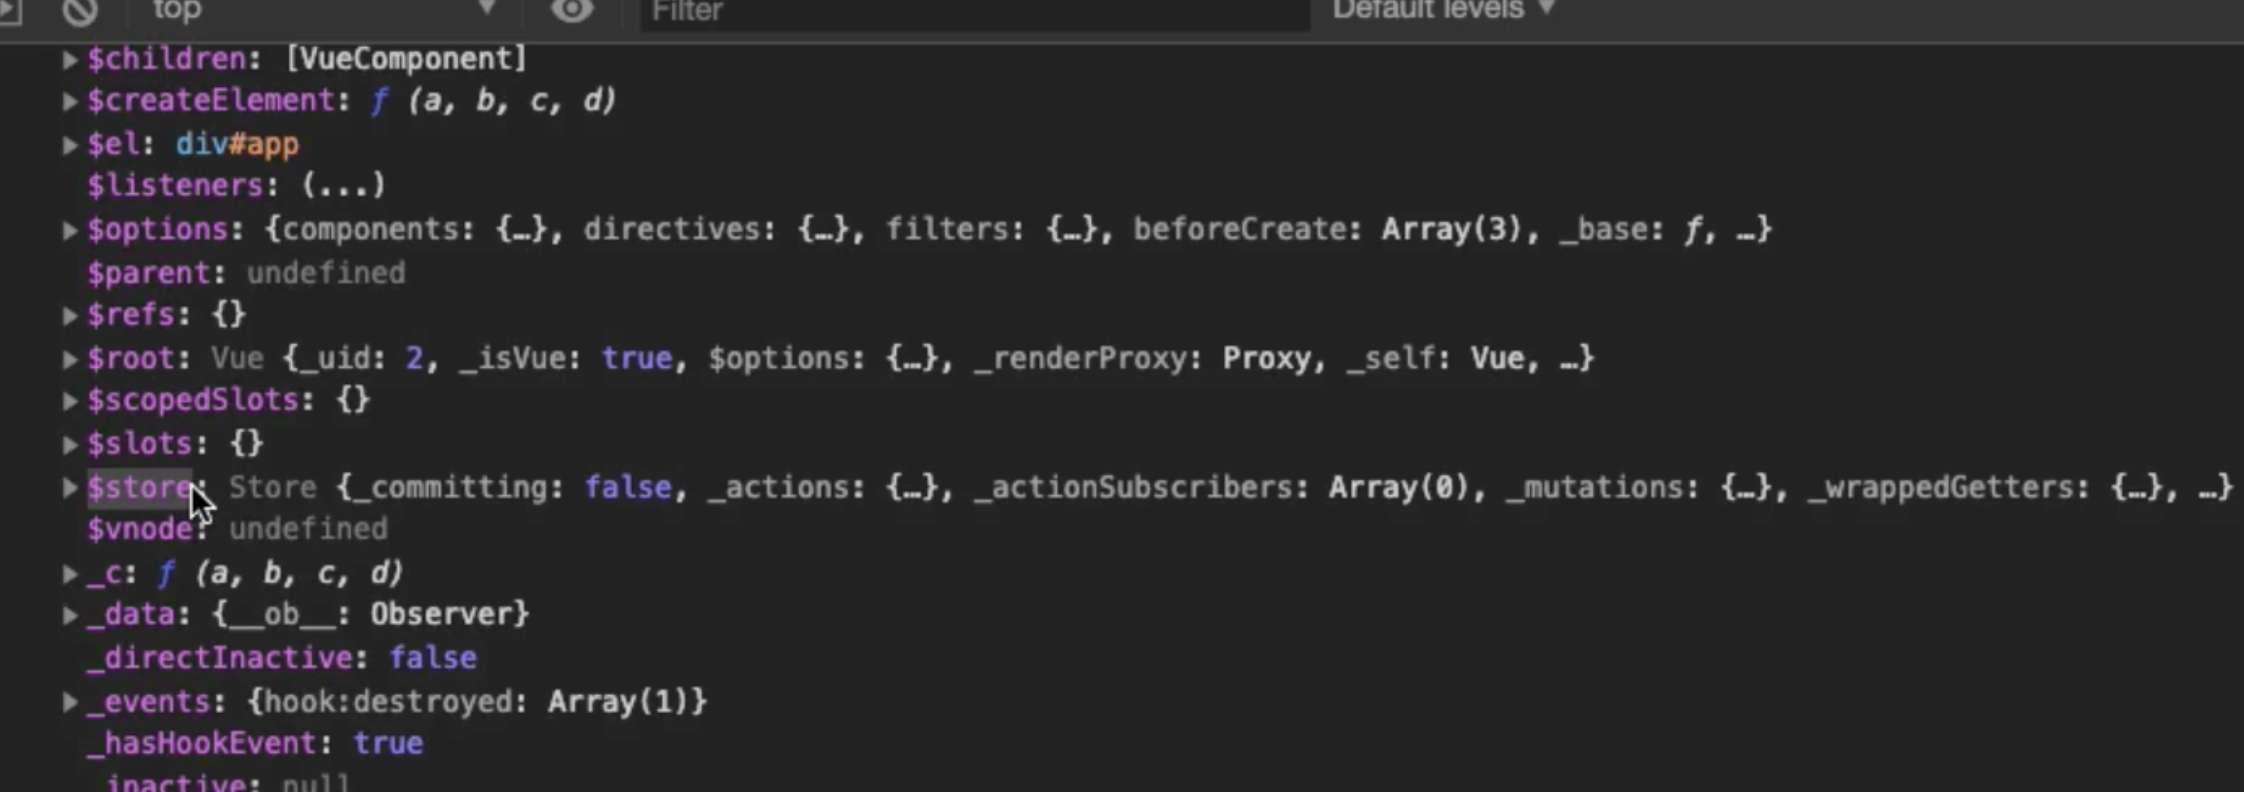 top Filter Default levels
$children: [VueComponent]
$createElement: ƒ (a, b, c, d)
$el: div#app
$listeners: (...)
$options: {components: {…}, directives: {…}, filters: {…}, beforeCreate: Array(3), _base: ƒ, …}
$parent: undefined
$refs: {}
$root: Vue {_uid: 2, _isVue: true, $options: {…}, _renderProxy: Proxy, _self: Vue, …}
$scopedSlots: {}
$slots: {}
$store: Store {_committing: false, _actions: {…}, _actionSubscribers: Array(0), _mutations: {…}, _wrappedGetters: {…}, …}
$vnode: undefined
_c: ƒ (a, b, c, d)
_data: {__ob__: Observer}
_directInactive: false
_events: {hook:destroyed: Array(1)}
_hasHookEvent: true
_inactive: null